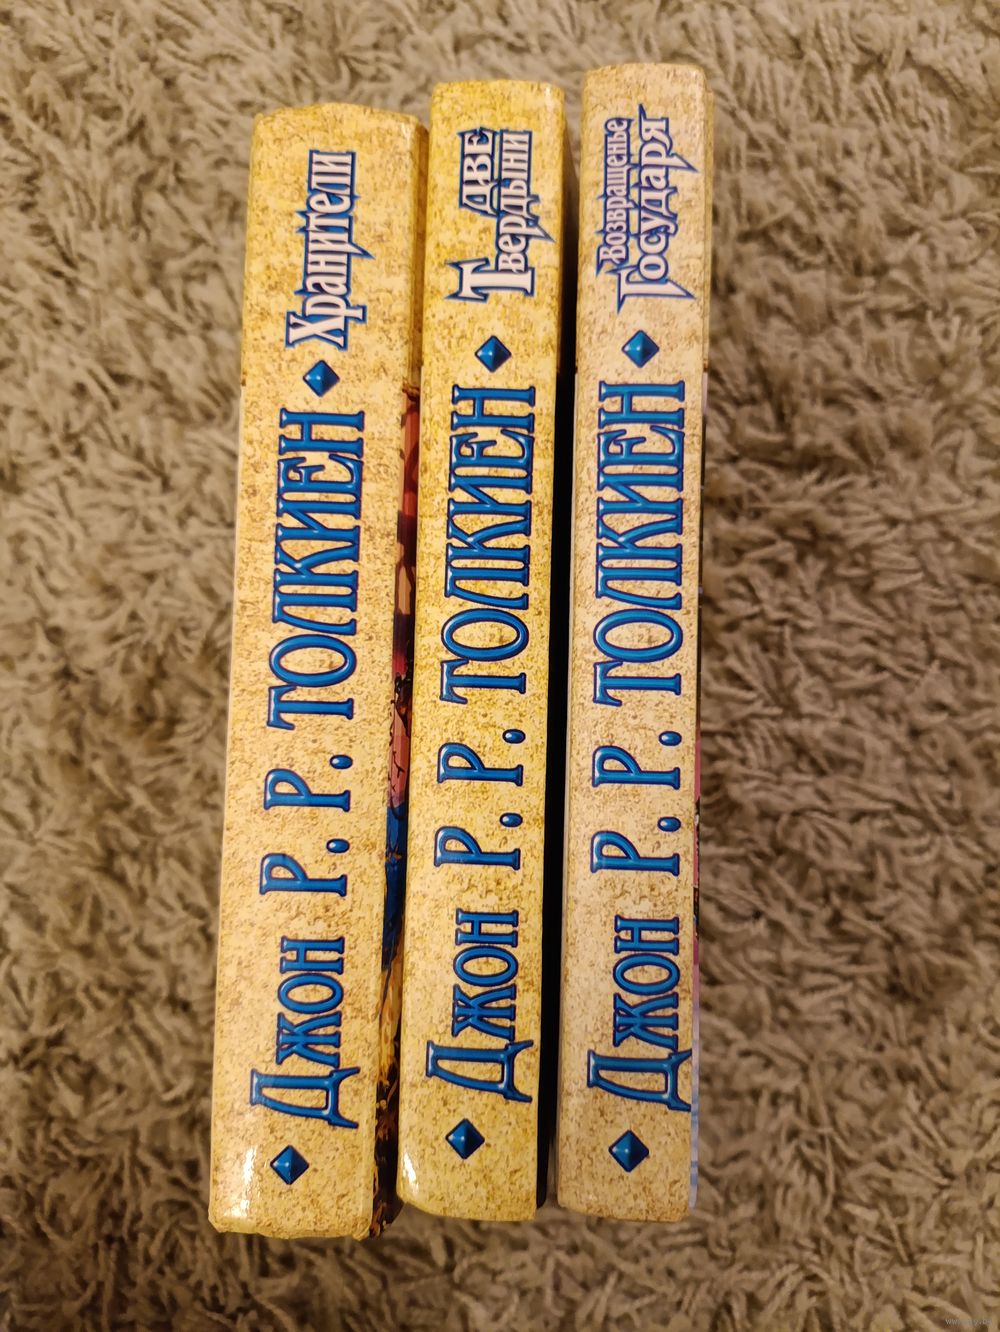 Джон Р. Р. ТОЛКИЕН
Хранители
Джон Р. Р. ТОЛКИЕН
ДВЕ
Твердыни
Джон Р. Р. ТОЛКИЕН
Возвращенье
Государя